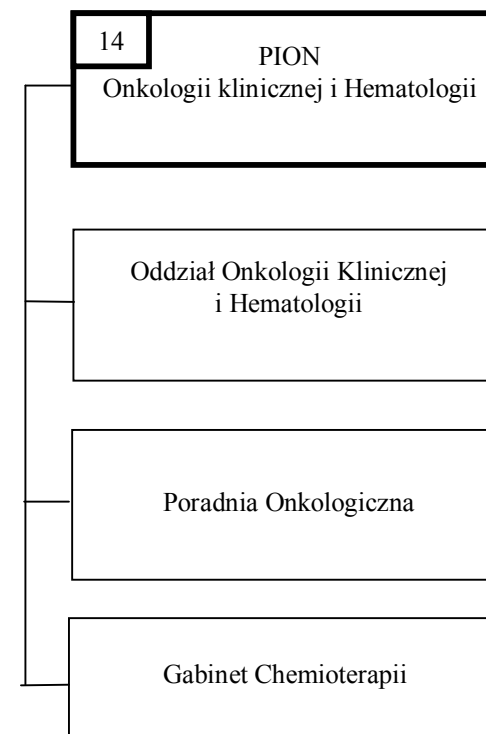 14
PION
Onkologii klinicznej i Hematologii
Oddział Onkologii Klinicznej
i Hematologii
Poradnia Onkologiczna
Gabinet Chemioterapii